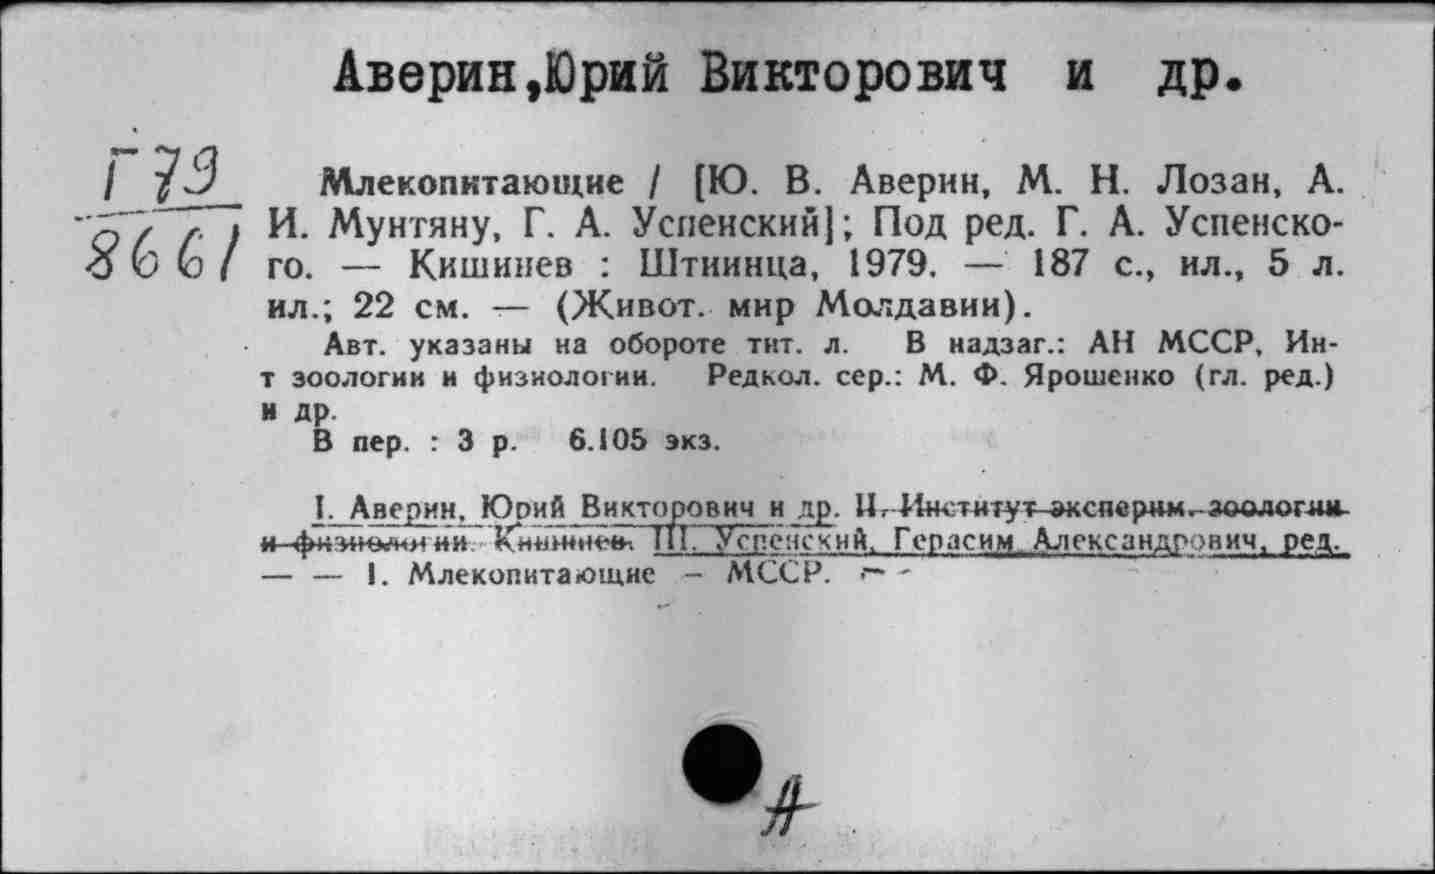 Аверин,Юрий Викторович и др.
Г79
8661
Млекопитающие / [Ю. В. Аверин, М. Н. Лозан, А.
И. Мунтяну, Г. А. Успенский]; Под ред. Г. А. Успенско-
го. — Кишинев : Штиинца, 1979. — 187 с., ил., 5 л.
ил.; 22 см. — (Живот. мир Молдавии).
Авт. указаны на обороте тит. л. В надзаг.: АН МССР, Ин-
т зоологии и физиологии. Редкол. сер.: М. Ф. Ярошенко (гл. ред.)
и др.
В пер. : 3 р. 6.105 экз.
I. Аверин, Юрий Викторович и др. II. Институт эксперим. зоологии
и физиологии. Кишинев. III. Успенский, Герасим Александрович, ред.
— — 1. Млекопитающие - МССР.